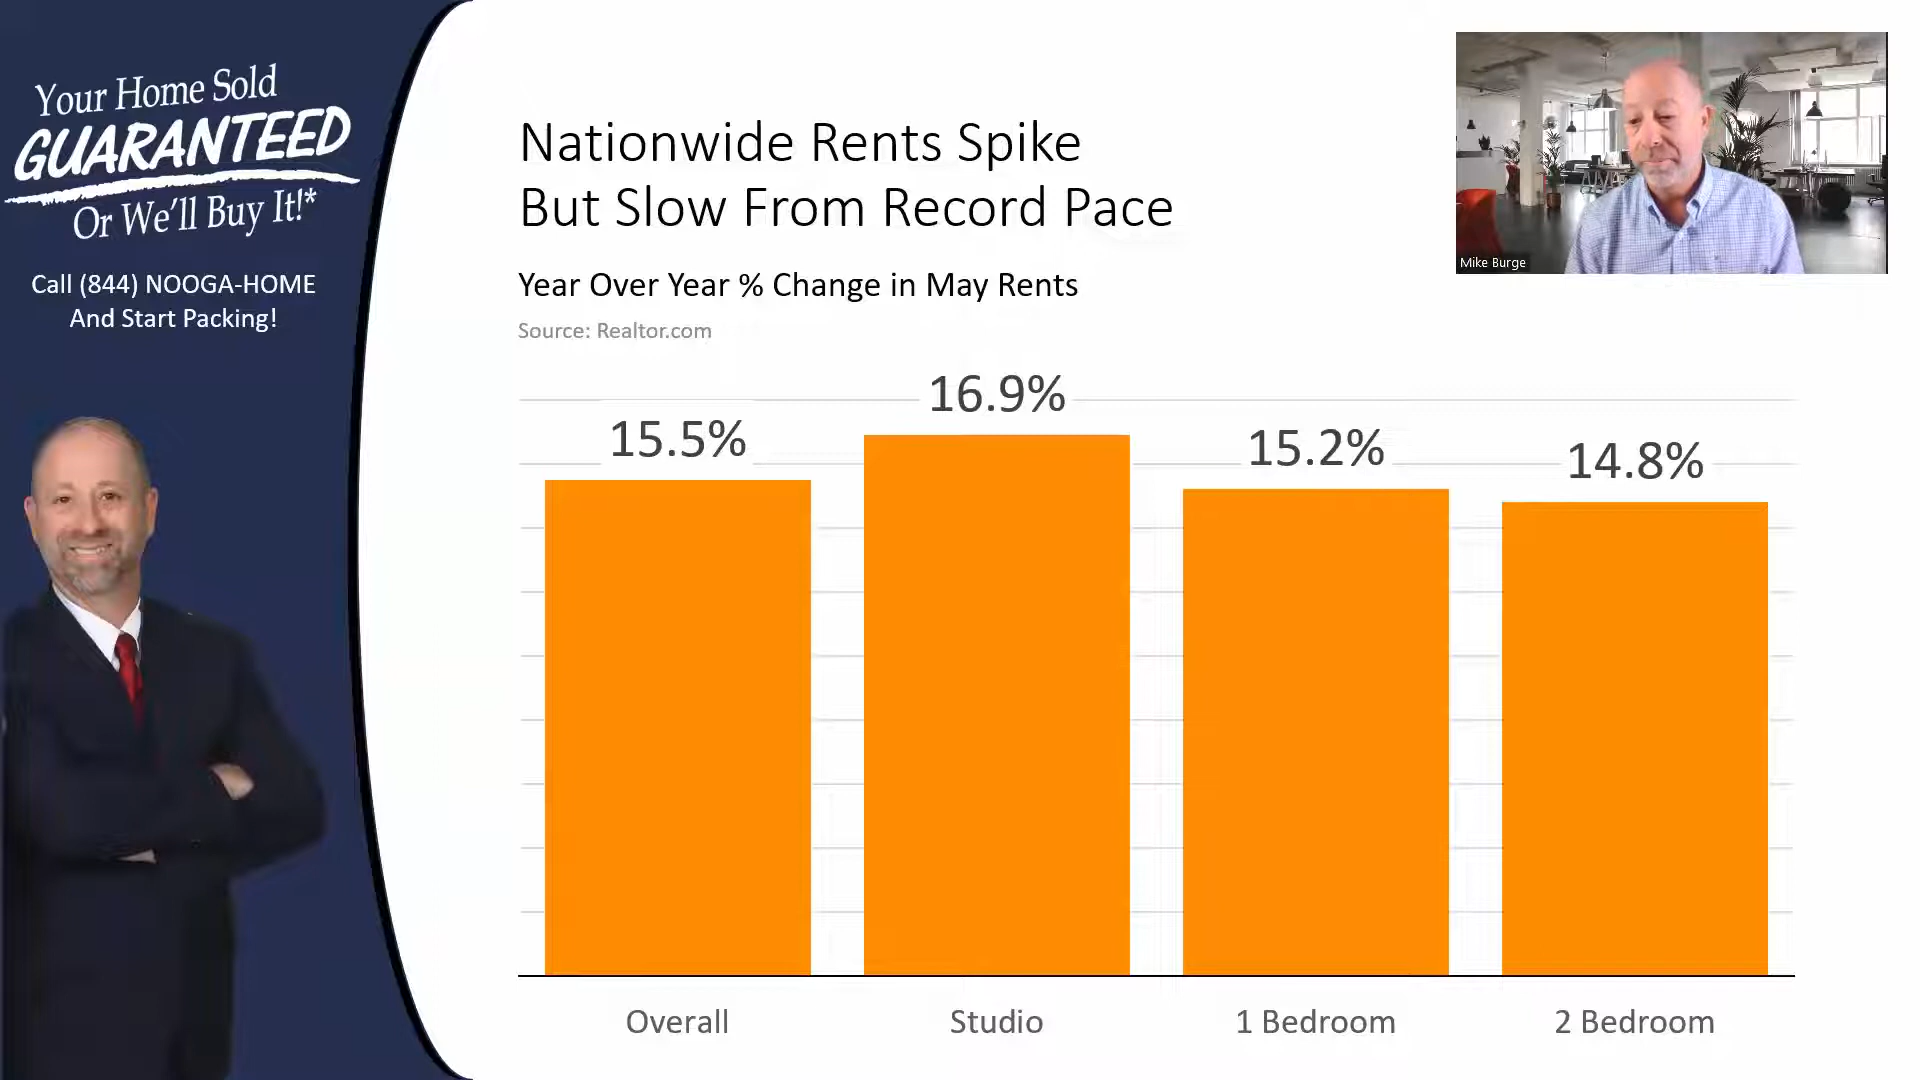 Your Home Sold
GUARANTEED
Or We'll Buy It!*
Call (844) NOOGA-HOME
And Start Packing!
Nationwide Rents Spike
But Slow From Record Pace
Year Over Year % Change in May Rents
Source: Realtor.com
Mike Burge
15.5%
16.9%
15.2%
14.8%
Overall
Studio
1 Bedroom
2 Bedroom